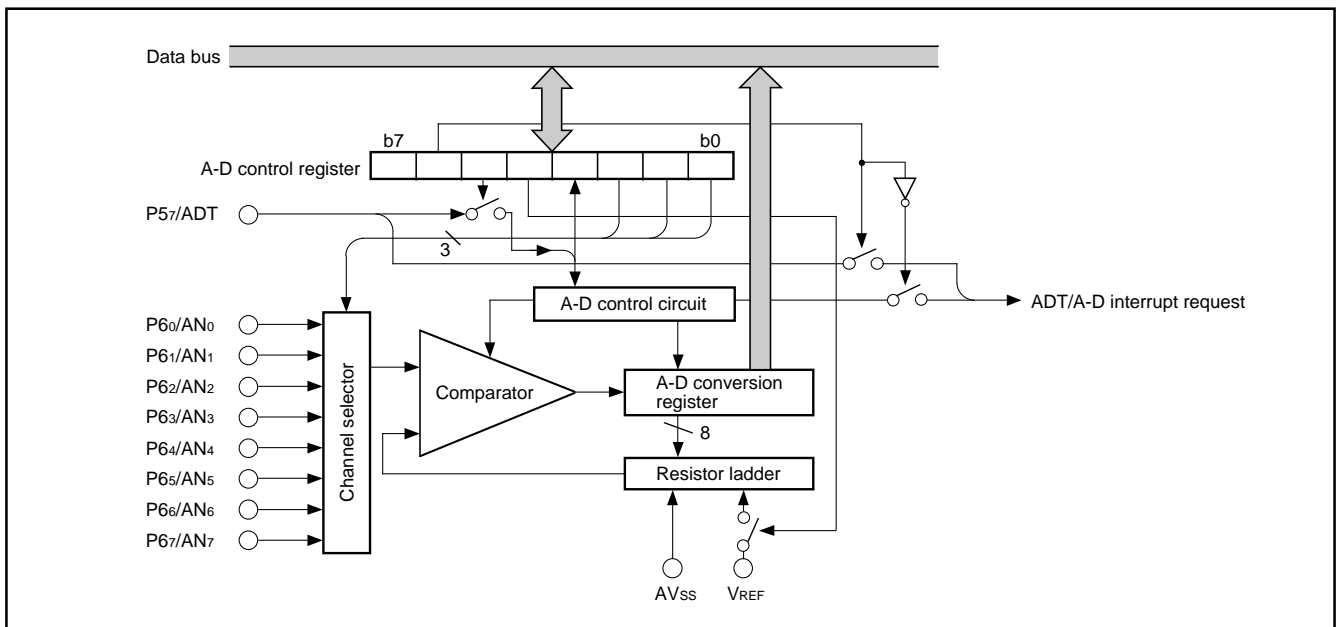 Data bus
b7
b0
A-D control register
P57/ADT
3
A-D control circuit
ADT/A-D interrupt request
P60/AN0
P61/AN1
P62/AN2
P63/AN3
P64/AN4
P65/AN5
P66/AN6
P67/AN7
Channel selector
Comparator
A-D conversion
register
8
Resistor ladder
AVSS
VREF